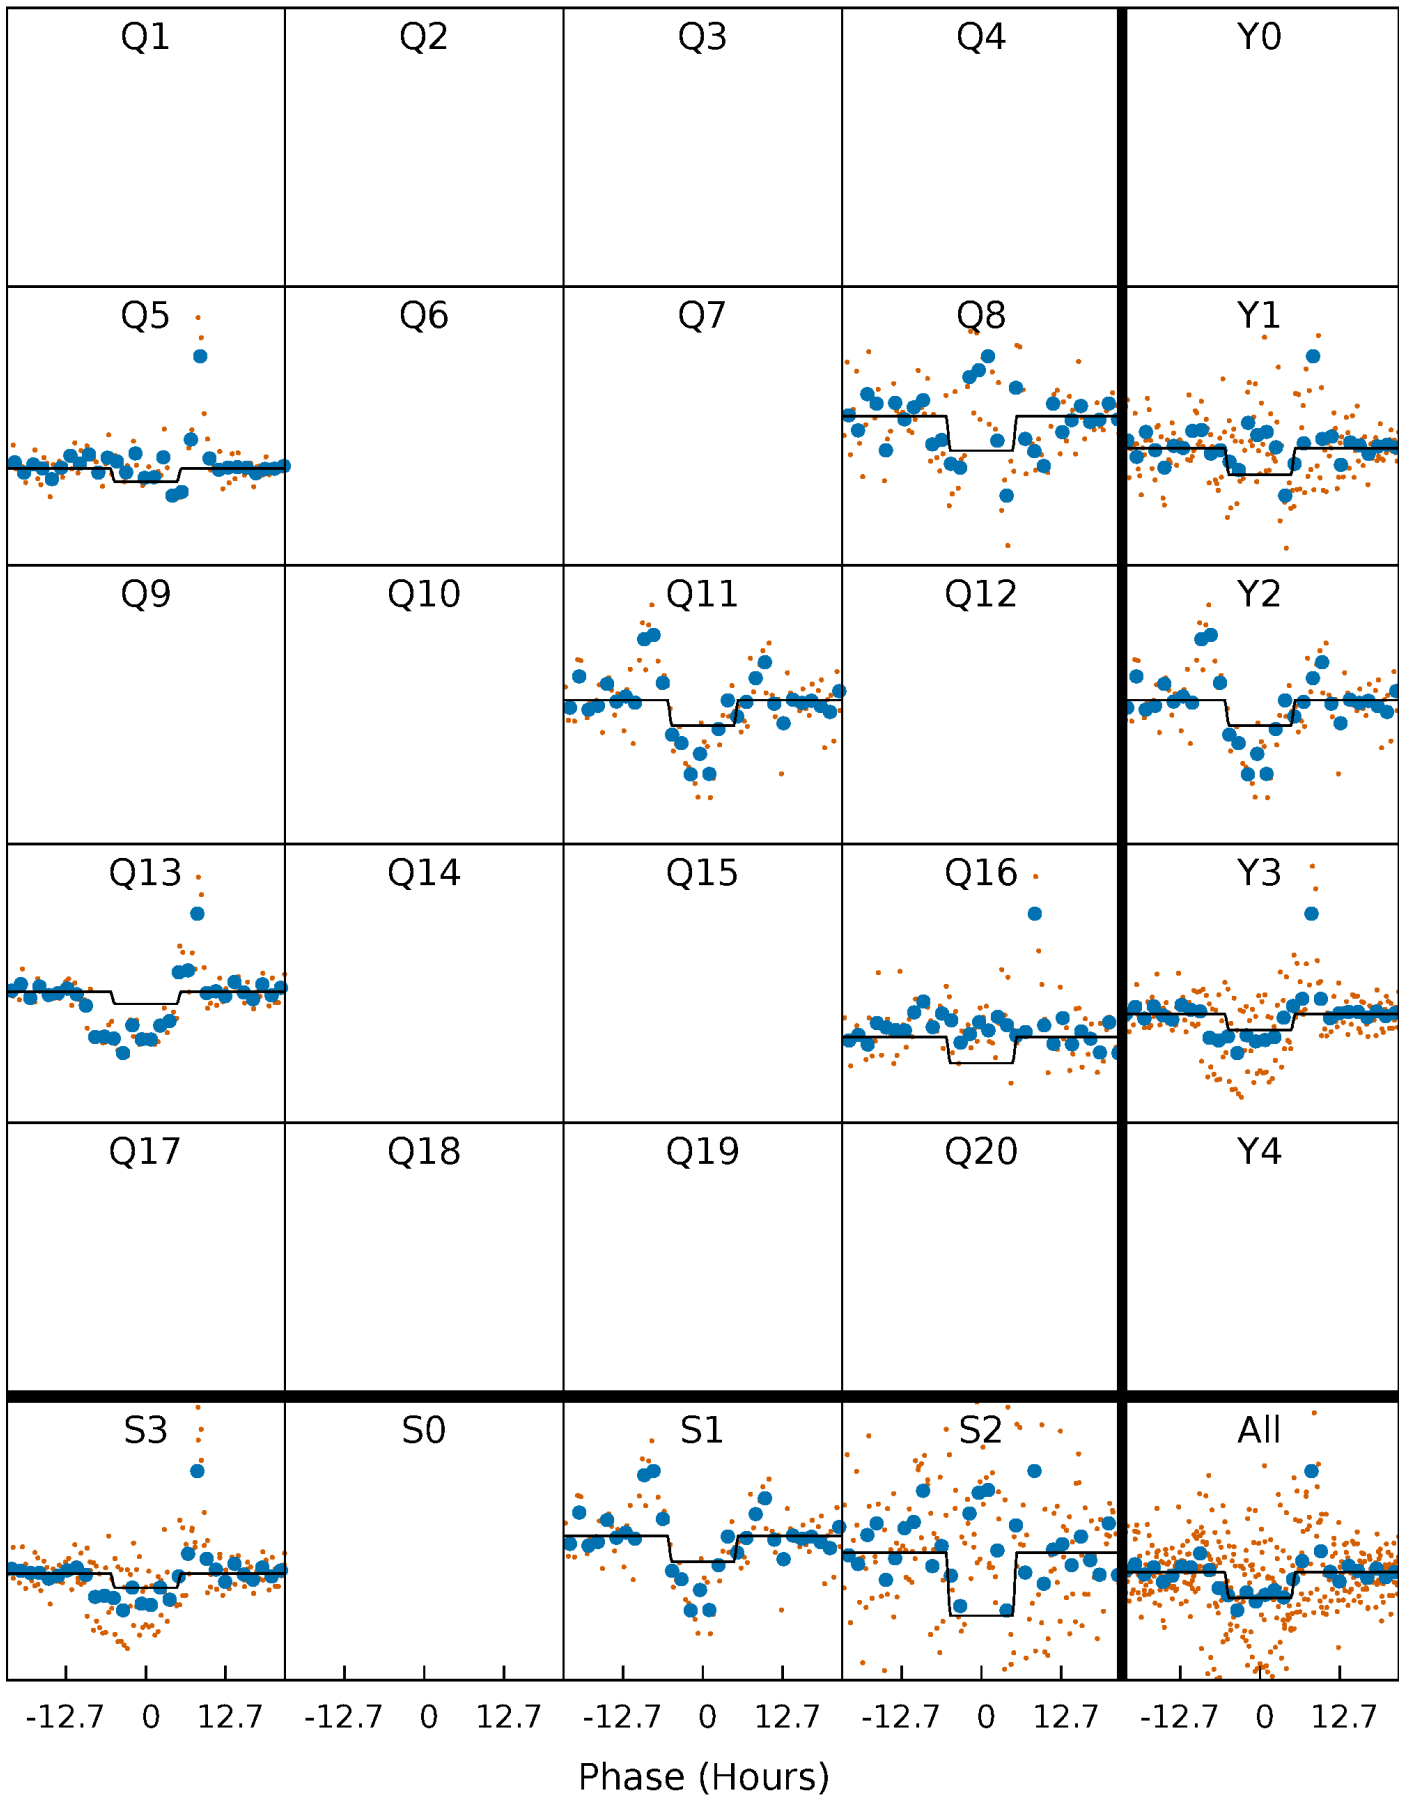 Q1 Q2 Q3 Q4 Y0
Q5 Q6 Q7 Q8 Y1
Q9 Q10 Q11 Q12 Y2
Q13 Q14 Q15 Q16 Y3
Q17 Q18 Q19 Q20 Y4
S3 S0 S1 S2 All
-12.7 0 12.7 -12.7 0 12.7 -12.7 0 12.7 -12.7 0 12.7 -12.7 0 12.7
Phase (Hours)